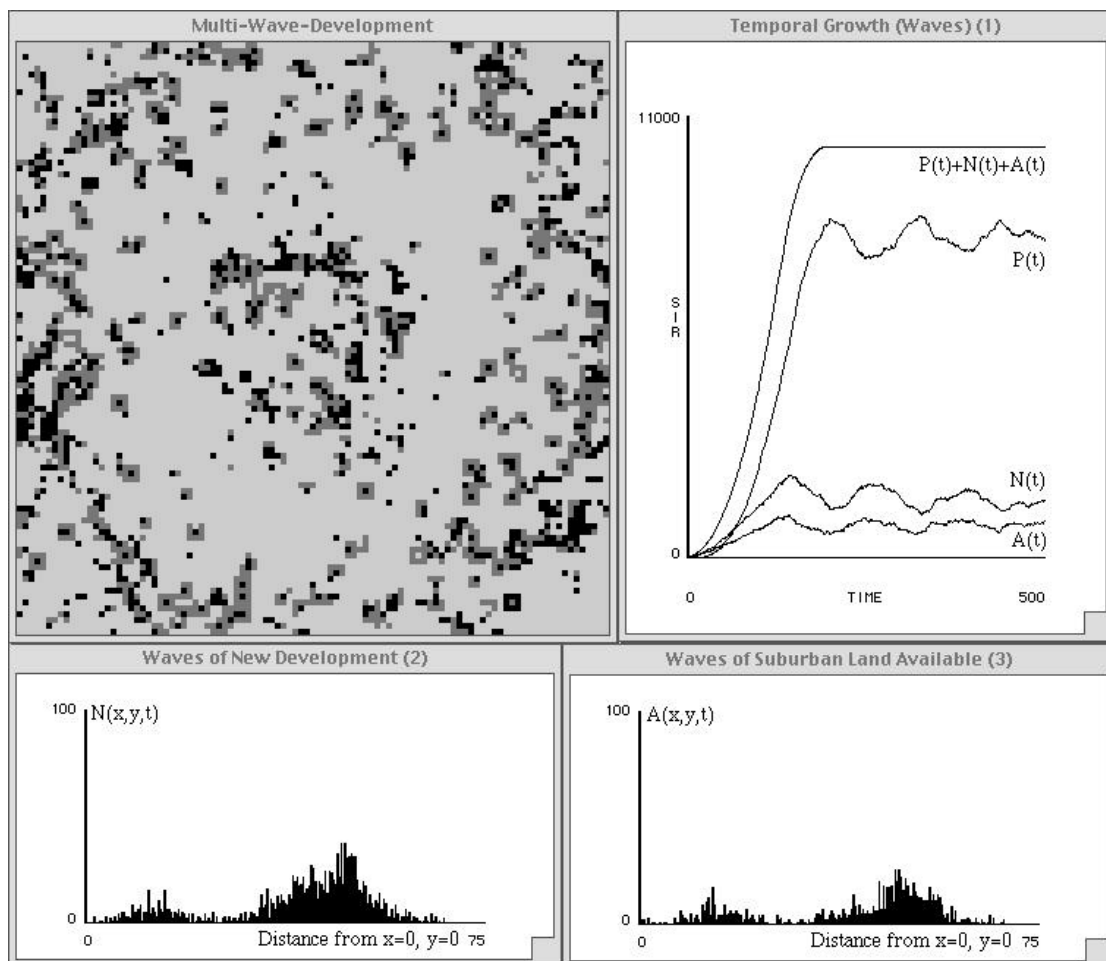 Multi-Wave-Development
Temporal Growth (Waves) (1)
11000
P(t)+N(t)+A(t)
P(t)
S
I
R
N(t)
A(t)
0
0 TIME 500
Waves of New Development (2)
100 N(x,y,t)
0
0 Distance from x=0, y=0 75
Waves of Suburban Land Available (3)
100 A(x,y,t)
0
0 Distance from x=0, y=0 75